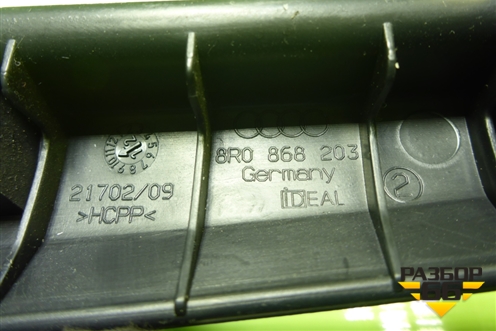 8R0 868 203
Germany
21702/09
>HCPP<
iDEAL
2
РАЗБОР